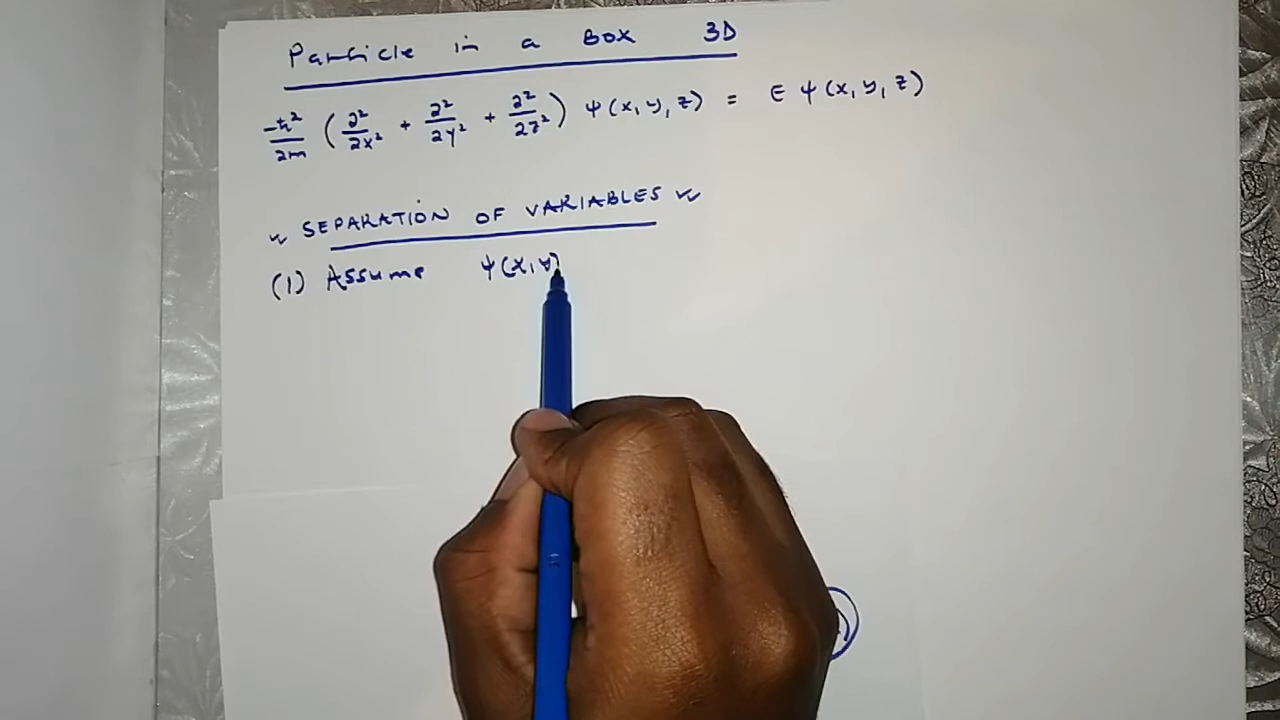 Particle in a Box 3D
-ħ²/2m (∂²/∂x² + ∂²/∂y² + ∂²/∂z²) ψ(x, y, z) = E ψ(x, y, z)
" SEPARATION OF VARIABLES "
(1) Assume ψ(x, y)